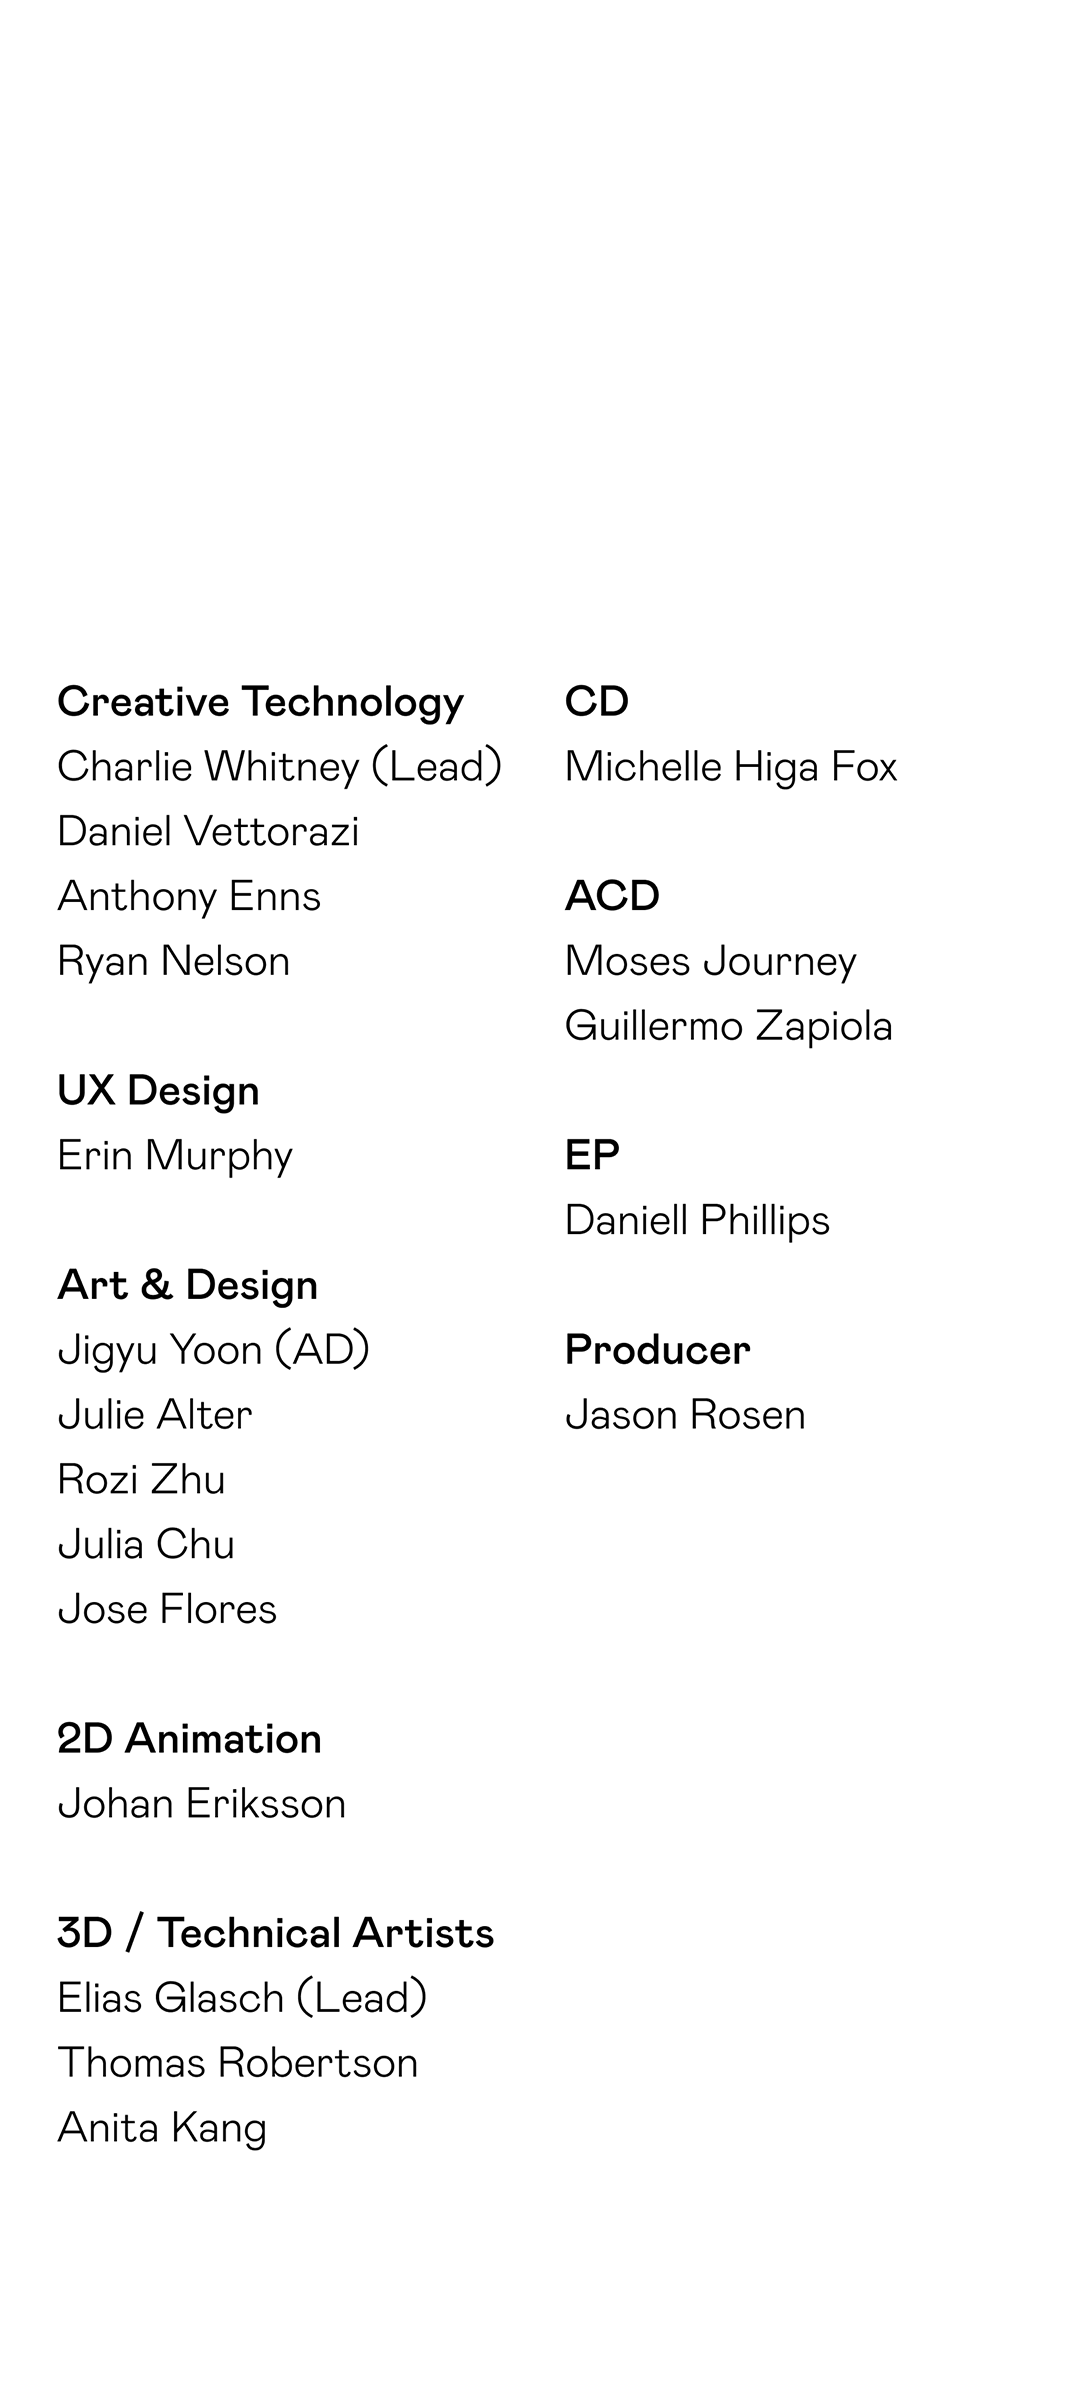 Creative Technology
Charlie Whitney (Lead)
Daniel Vettorazi
Anthony Enns
Ryan Nelson
UX Design
Erin Murphy
Art & Design
Jigyu Yoon (AD)
Julie Alter
Rozi Zhu
Julia Chu
Jose Flores
2D Animation
Johan Eriksson
3D / Technical Artists
Elias Glasch (Lead)
Thomas Robertson
Anita Kang
CD
Michelle Higa Fox
ACD
Moses Journey
Guillermo Zapiola
EP
Daniell Phillips
Producer
Jason Rosen